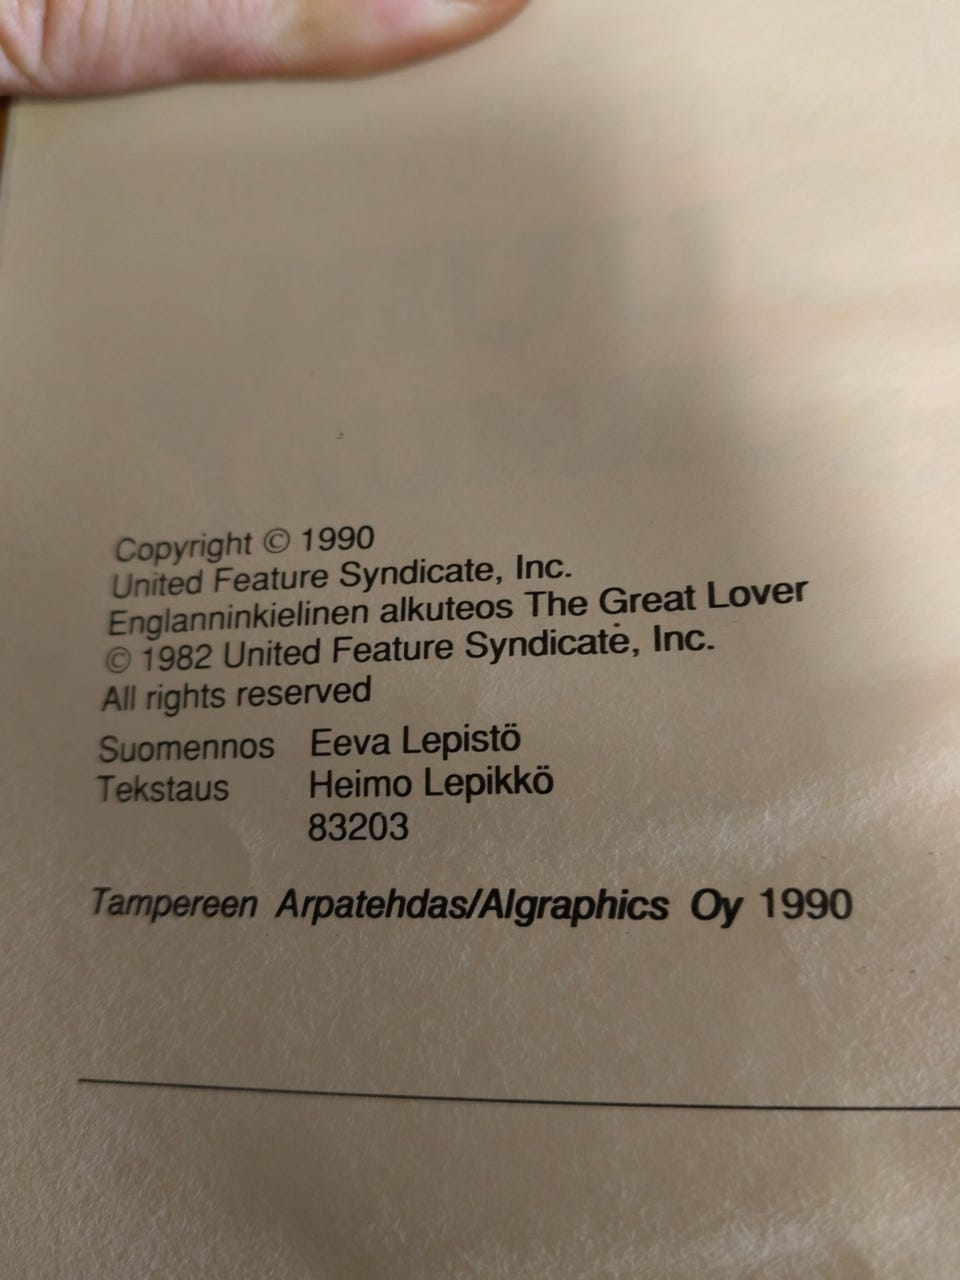 Copyright © 1990
United Feature Syndicate, Inc.
Englanninkielinen alkuteos The Great Lover
© 1982 United Feature Syndicate, Inc.
All rights reserved
Suomennos Eeva Lepistö
Tekstaus Heimo Lepikkö
83203
Tampereen Arpatehdas/Algraphics Oy 1990